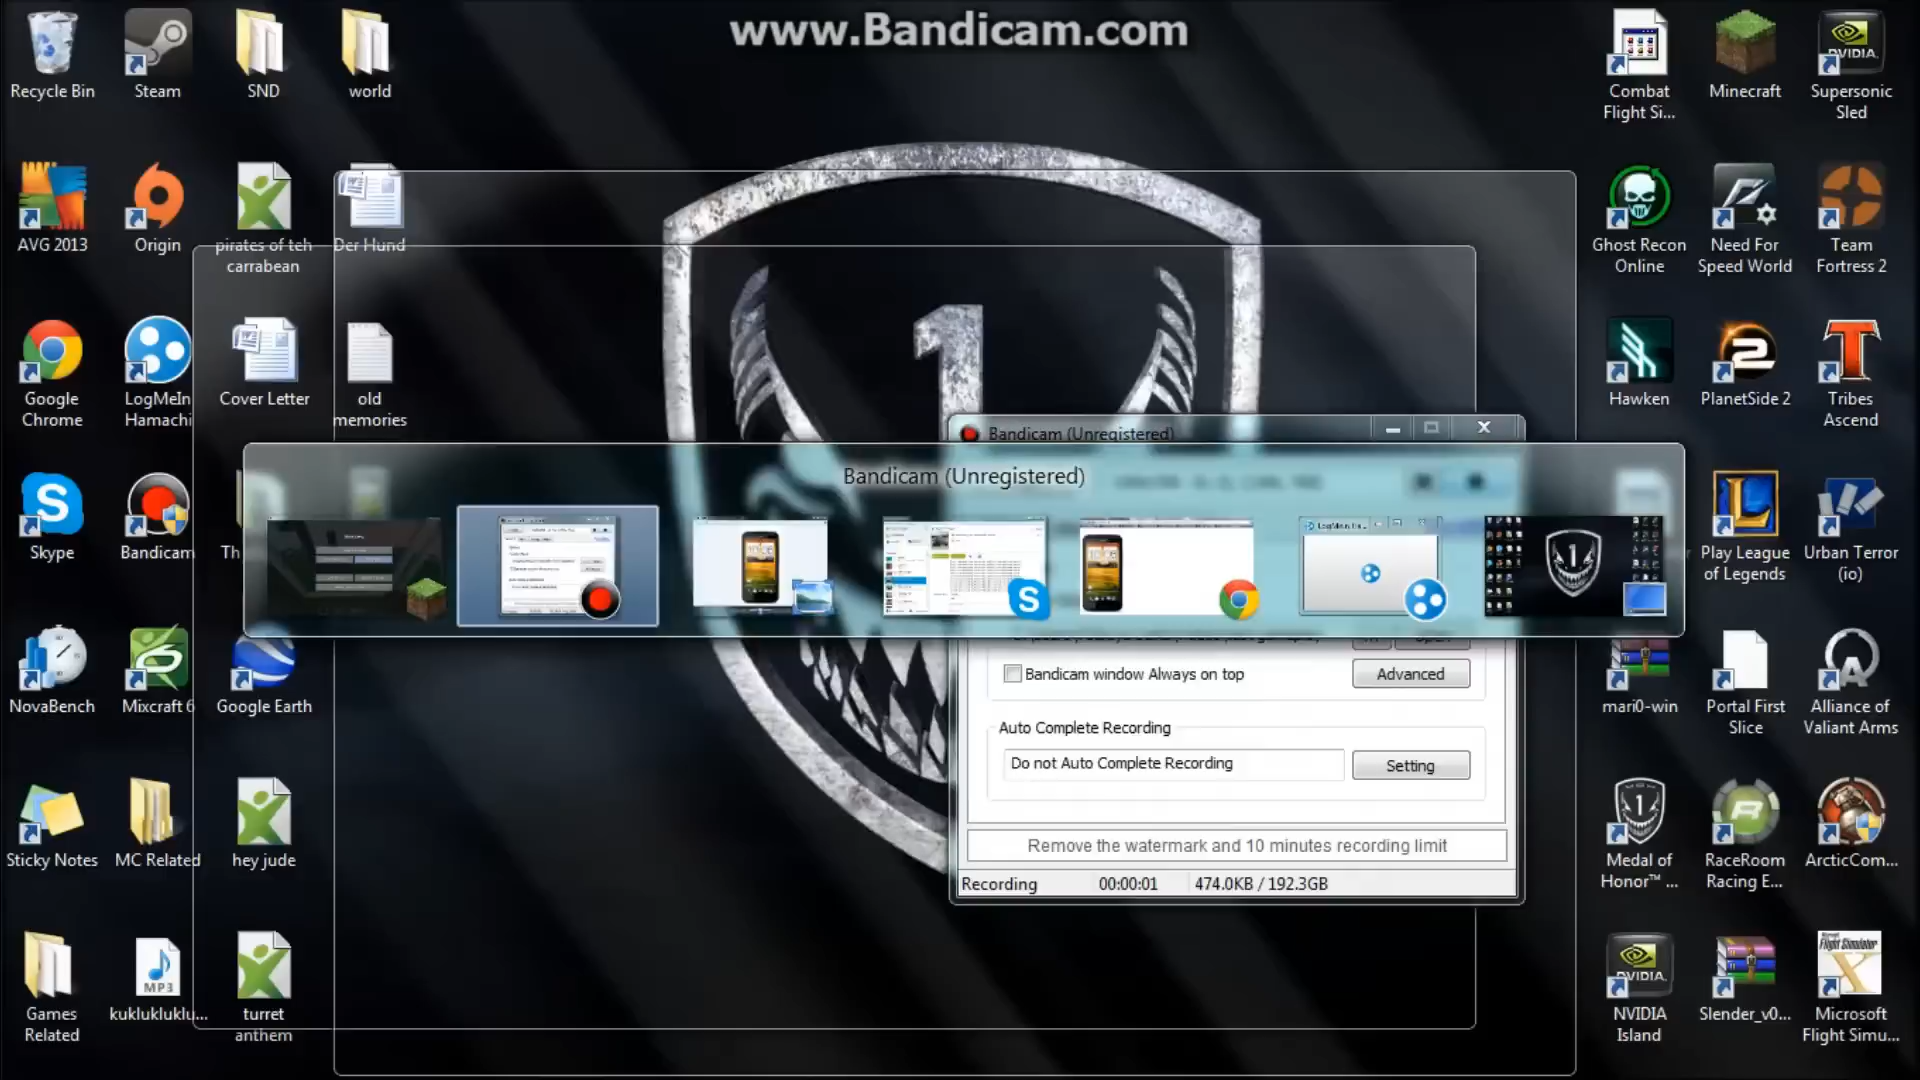 www.Bandicam.com
Recycle Bin
Steam
SND
world
Combat
Flight Si...
Minecraft
Supersonic
Sled
AVG 2013
Origin
pirates of teh
carrabean
Der Hund
Ghost Recon
Online
Need For
Speed World
Team
Fortress 2
Google
Chrome
LogMeIn
Hamachi
Cover Letter
old
memories
Hawken
PlanetSide 2
Tribes
Ascend
Bandicam (Unregistered)
Bandicam (Unregistered)
Skype
Bandicam
Th
Play League
of Legends
Urban Terror
(io)
NovaBench
Mixcraft 6
Google Earth
Bandicam window Always on top
Advanced
mari0-win
Portal First
Slice
Alliance of
Valiant Arms
Auto Complete Recording
Do not Auto Complete Recording
Setting
Sticky Notes
MC Related
hey jude
Remove the watermark and 10 minutes recording limit
Recording 00:00:01 474.0KB / 192.3GB
Medal of
Honor™ ...
RaceRoom
Racing E...
ArcticCom...
Games
Related
MP3
kuklukluklu...
turret
anthem
NVIDIA
Island
Slender_v0...
Microsoft
Flight Simu...